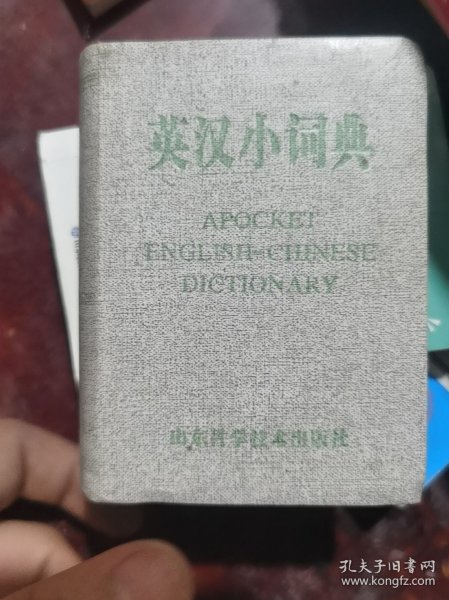 英汉小词典
APOCKET
ENGLISH-CHINESE
DICTIONARY
山东科学技术出版社
孔夫子旧书网
www.kongfz.com